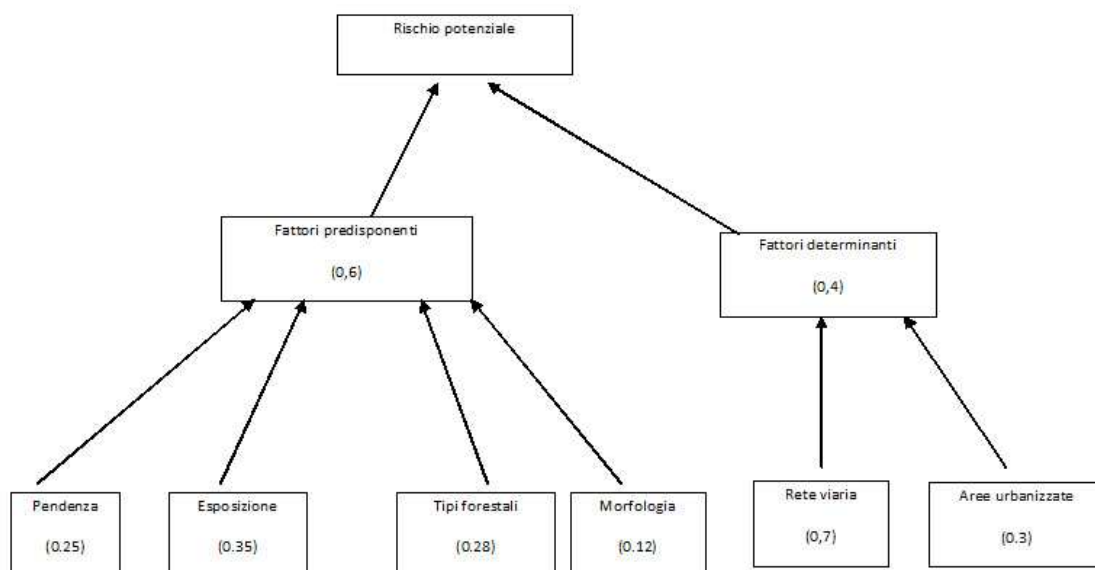 Rischio potenziale
Fattori predisponenti
(0,6)
Fattori determinanti
(0,4)
Pendenza
(0.25)
Esposizione
(0.35)
Tipi forestali
(0.28)
Morfologia
(0.12)
Rete viaria
(0,7)
Aree urbanizzate
(0.3)